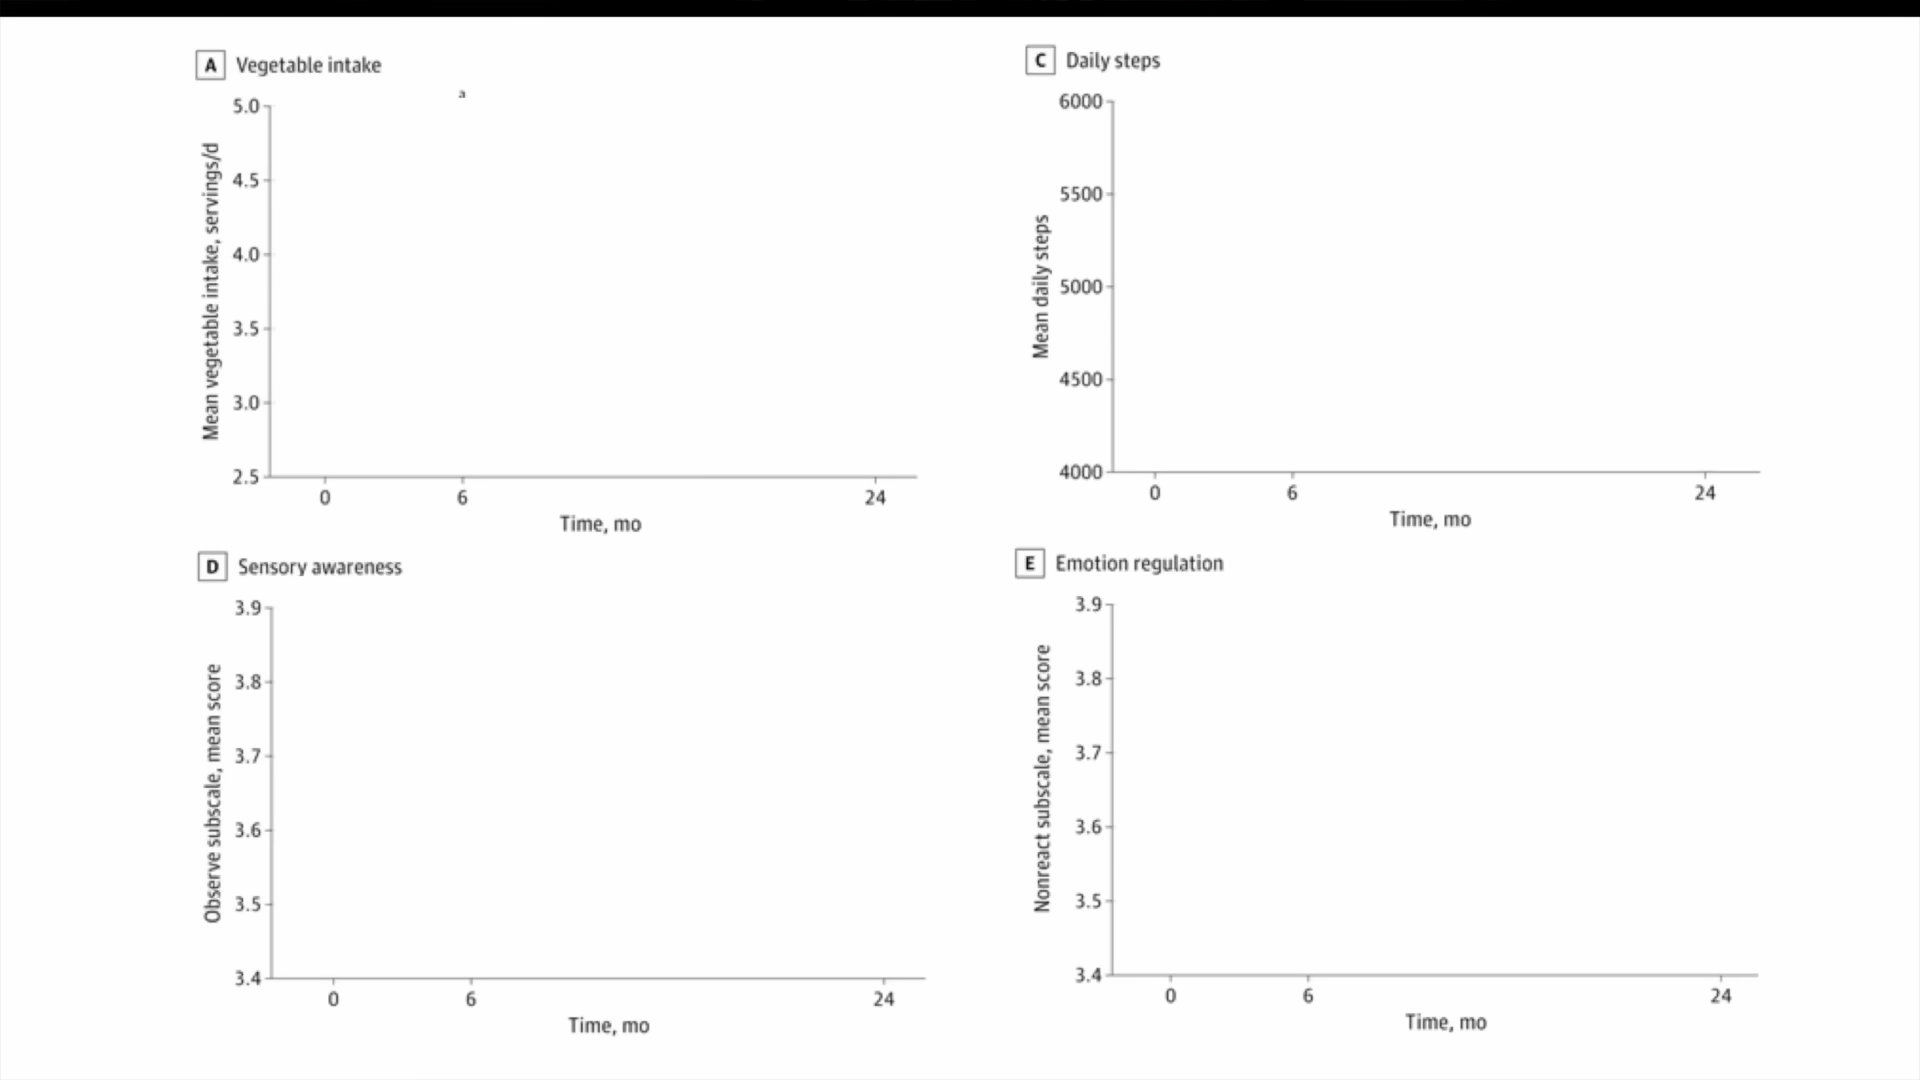 A Vegetable intake
a
Mean vegetable intake, servings/d
5.0
4.5
4.0
3.5
3.0
2.5
0 6 24
Time, mo
C Daily steps
Mean daily steps
6000
5500
5000
4500
4000
0 6 24
Time, mo
D Sensory awareness
Observe subscale, mean score
3.9
3.8
3.7
3.6
3.5
3.4
0 6 24
Time, mo
E Emotion regulation
Nonreact subscale, mean score
3.9
3.8
3.7
3.6
3.5
3.4
0 6 24
Time, mo